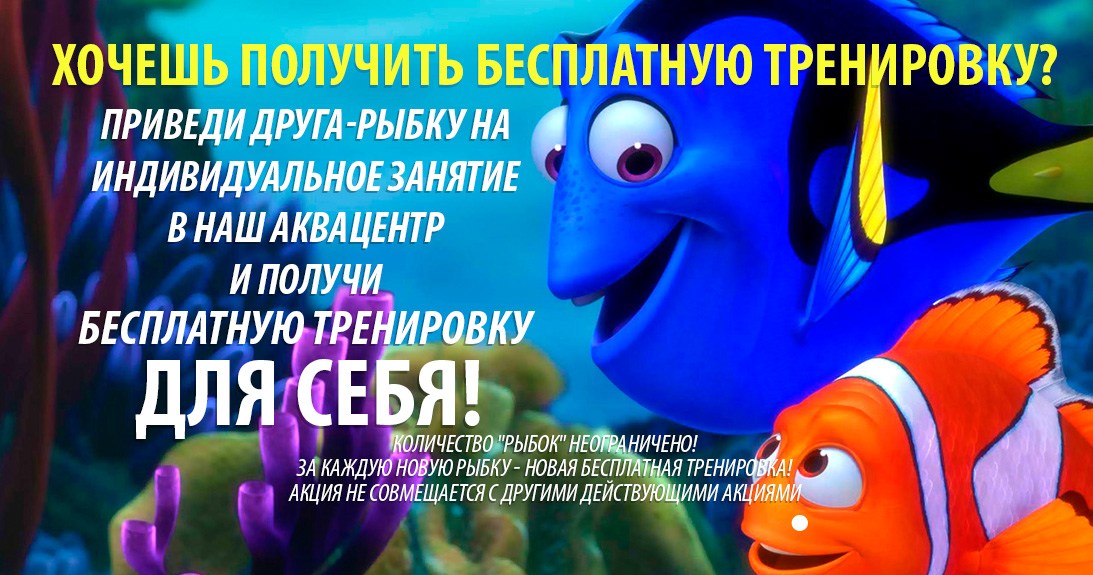 ХОЧЕШЬ ПОЛУЧИТЬ БЕСПЛАТНУЮ ТРЕНИРОВКУ?
ПРИВЕДИ ДРУГА-РЫБКУ НА
ИНДИВИДУАЛЬНОЕ ЗАНЯТИЕ
В НАШ АКВАЦЕНТР
И ПОЛУЧИ
БЕСПЛАТНУЮ ТРЕНИРОВКУ
ДЛЯ СЕБЯ!
КОЛИЧЕСТВО "РЫБОК" НЕОГРАНИЧЕНО!
ЗА КАЖДУЮ НОВУЮ РЫБКУ - НОВАЯ БЕСПЛАТНАЯ ТРЕНИРОВКА!
АКЦИЯ НЕ СОВМЕЩАЕТСЯ С ДРУГИМИ ДЕЙСТВУЮЩИМИ АКЦИЯМИ